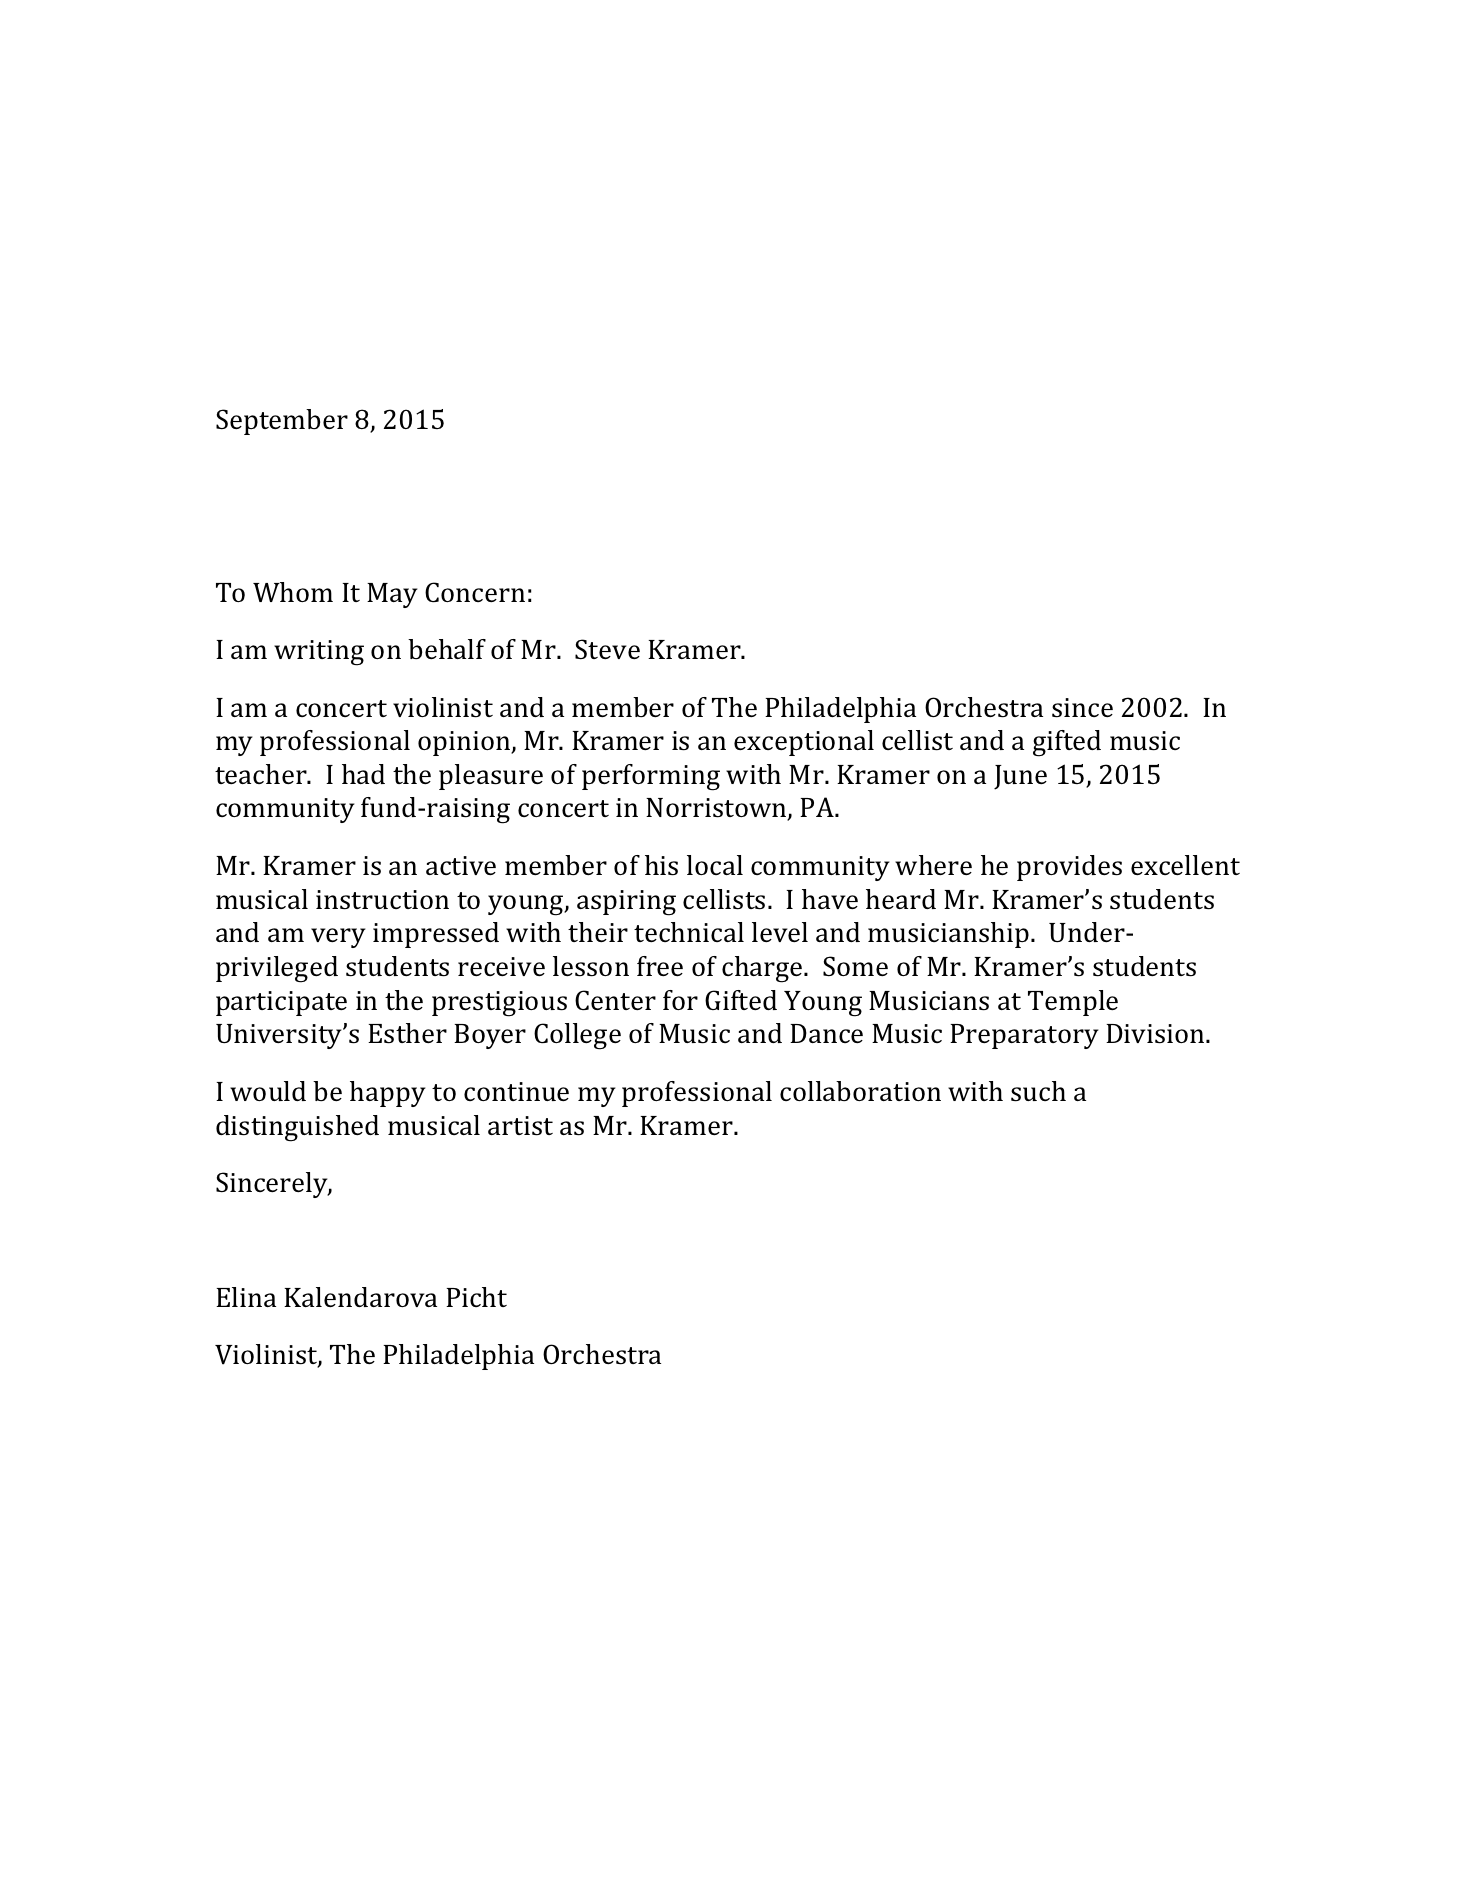 September 8, 2015
To Whom It May Concern:
I am writing on behalf of Mr.  Steve Kramer.
I am a concert violinist and a member of The Philadelphia Orchestra since 2002.  In
my professional opinion, Mr. Kramer is an exceptional cellist and a gifted music
teacher.  I had the pleasure of performing with Mr. Kramer on a June 15, 2015
community fund-raising concert in Norristown, PA.
Mr. Kramer is an active member of his local community where he provides excellent
musical instruction to young, aspiring cellists.  I have heard Mr. Kramer’s students
and am very impressed with their technical level and musicianship.  Under-
privileged students receive lesson free of charge.  Some of Mr. Kramer’s students
participate in the prestigious Center for Gifted Young Musicians at Temple
University’s Esther Boyer College of Music and Dance Music Preparatory Division.
I would be happy to continue my professional collaboration with such a
distinguished musical artist as Mr. Kramer.
Sincerely,
Elina Kalendarova Picht
Violinist, The Philadelphia Orchestra